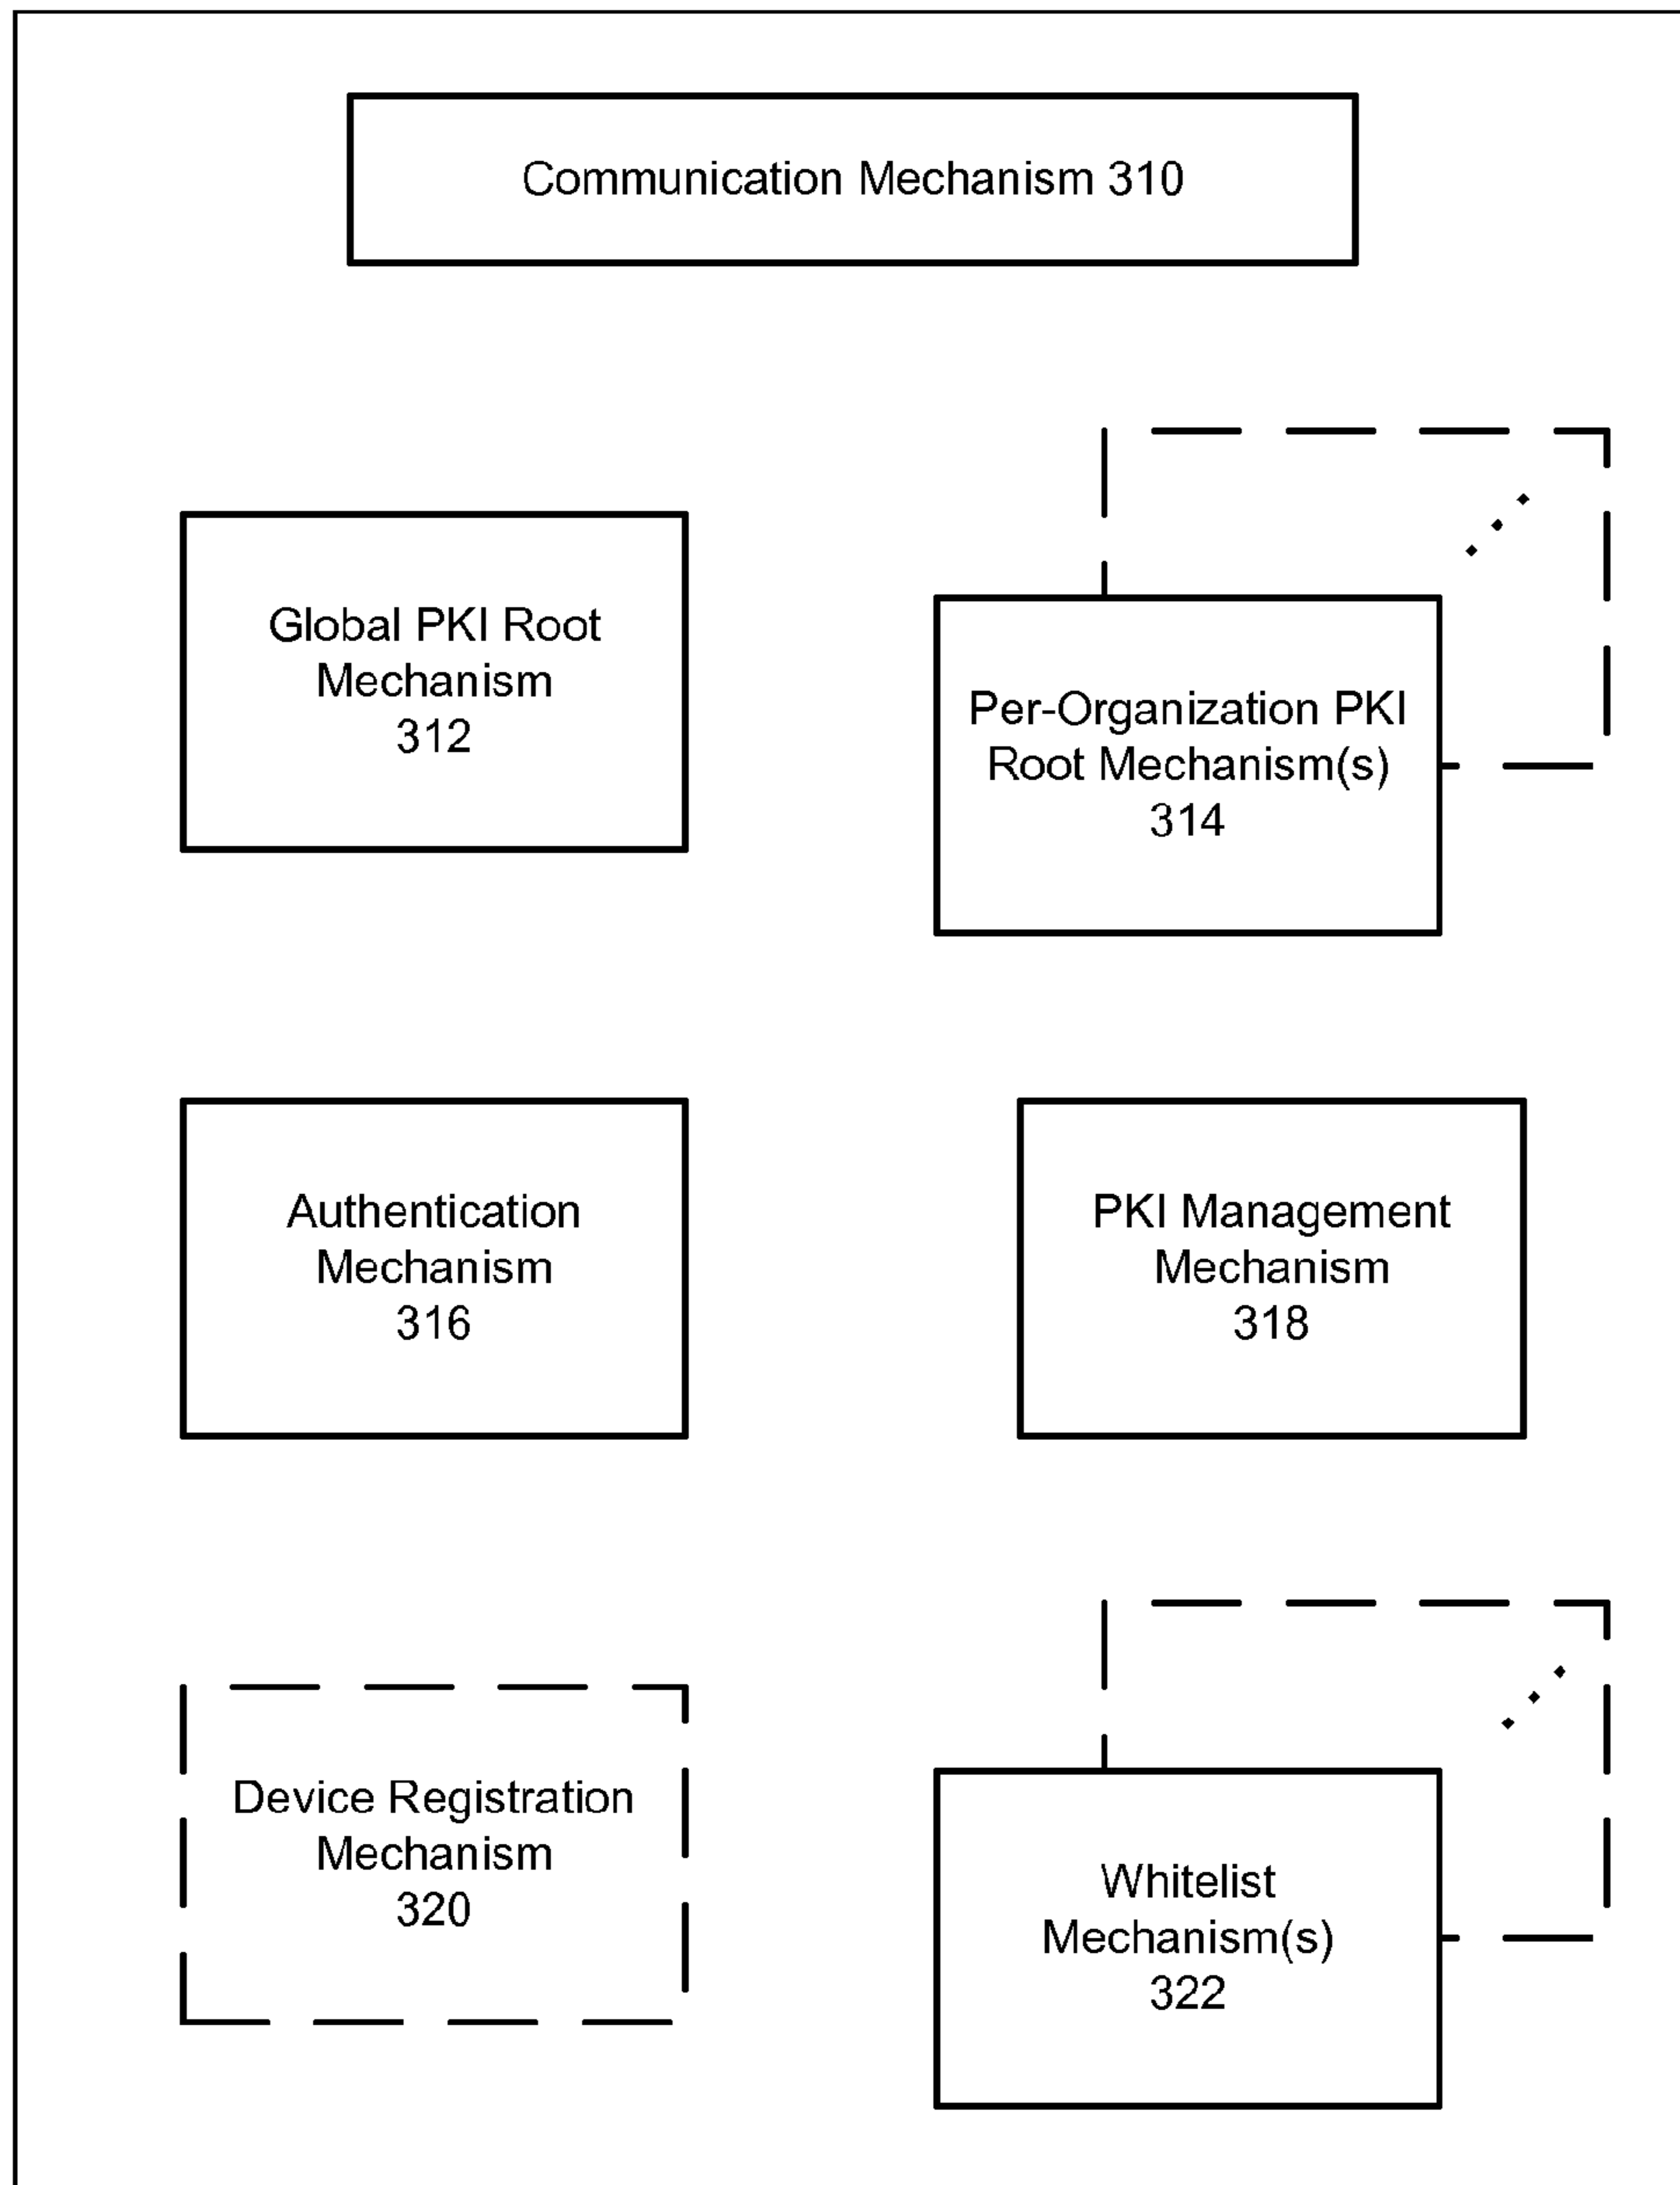 Communication Mechanism 310
Global PKI Root
Mechanism
312
Per-Organization PKI
Root Mechanism(s)
314
Authentication
Mechanism
316
PKI Management
Mechanism
318
Device Registration
Mechanism
320
Whitelist
Mechanism(s)
322